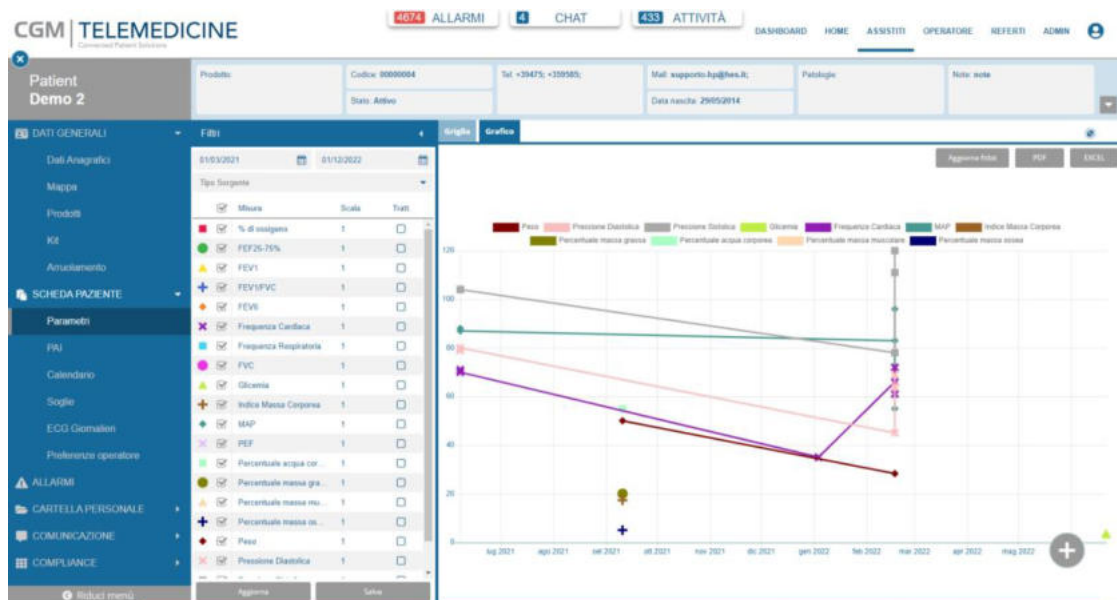 CGM TELEMEDICINE
Connected Patient Solutions
4674 ALLARMI
4 CHAT
433 ATTIVITÀ
DASHBOARD HOME ASSISTITI OPERATORE REFERTI ADMIN
Patient
Demo 2
Prodotto:
Codice: 00000004
Tel: +39475; +359585;
Mail: supporto.hp@hes.it;
Patologie:
Note: note
Stato: Attivo
Data nascita: 29/05/2014
DATI GENERALI
Dati Anagrafici
Mappa
Prodotti
Kit
Arruolamento
SCHEDA PAZIENTE
Parametri
PAI
Calendario
Soglie
ECG Giornalieri
Preferenze operatore
ALLARMI
CARTELLA PERSONALE
COMUNICAZIONE
COMPLIANCE
Riduci menù
Filtri
01/03/2021 01/12/2022
Tipo Sorgente
Misura Scala Tratt.
% di ossigeno 1
FEF25-75% 1
FEV1 1
FEV1/FVC 1
FEV6 1
Frequenza Cardiaca 1
Frequenza Respiratoria 1
FVC 1
Glicemia 1
Indice Massa Corporea 1
MAP 1
PEF 1
Percentuale acqua cor... 1
Percentuale massa gra... 1
Percentuale massa mu... 1
Percentuale massa os... 1
Peso 1
Pressione Diastolica 1
Aggiorna Salva
Griglia Grafico
Aggiorna listat PDF EXCEL
Peso Pressione Diastolica Pressione Sistolica Glicemia Frequenza Cardiaca MAP Indice Massa Corporea
Percentuale massa grassa Percentuale acqua corporea Percentuale massa muscolare Percentuale massa ossea
120
100
80
60
40
20
0
lug 2021 ago 2021 set 2021 ott 2021 nov 2021 dic 2021 gen 2022 feb 2022 mar 2022 apr 2022 mag 2022